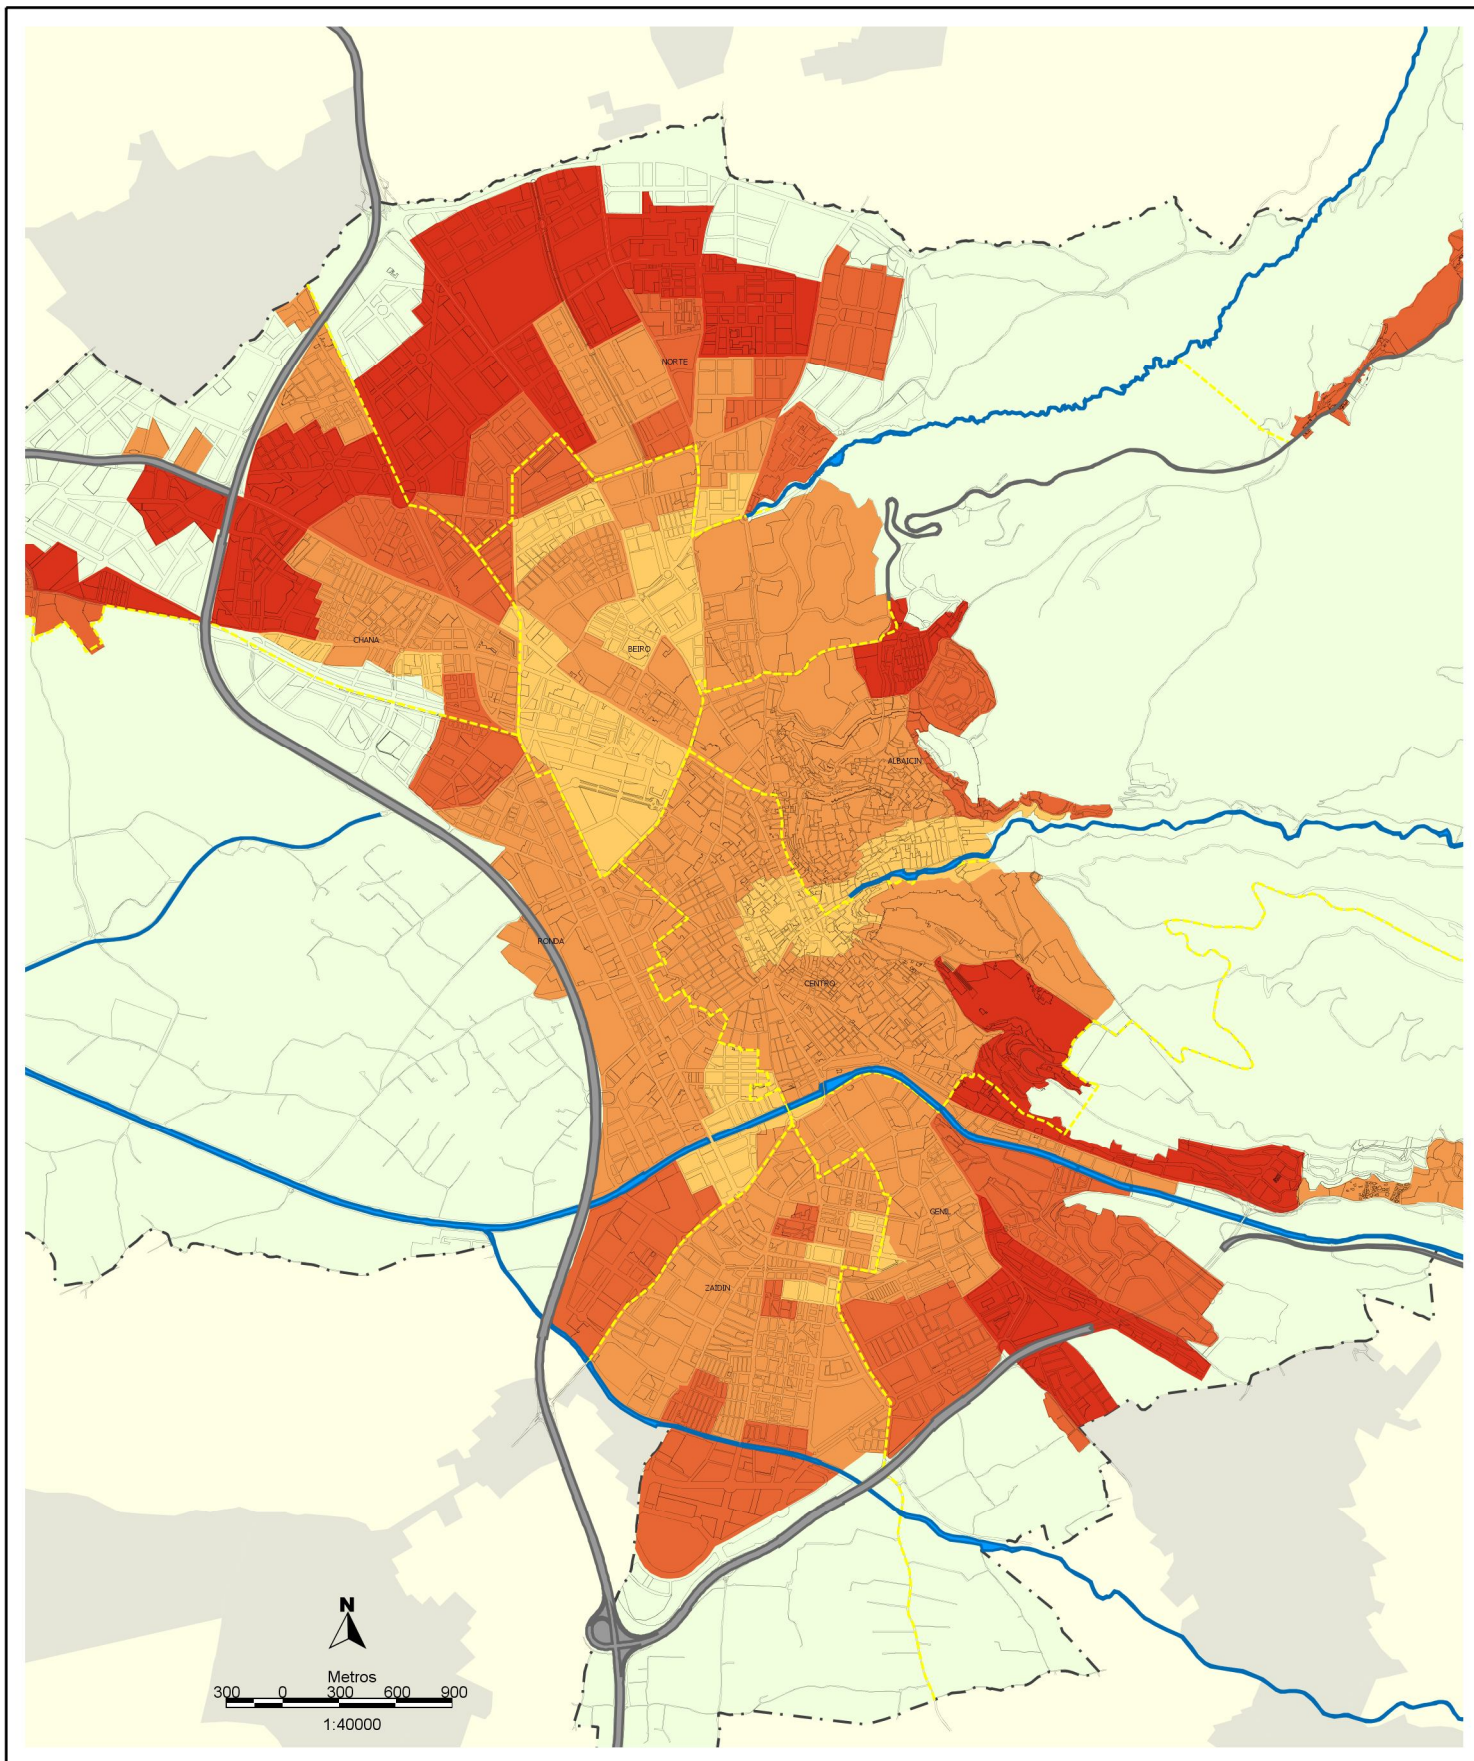 NORTE
CHANA
BEIRO
ALBAICIN
RONDA
CENTRO
GENIL
ZAIDIN
N
Metros
300 0 300 600 900
1:40000